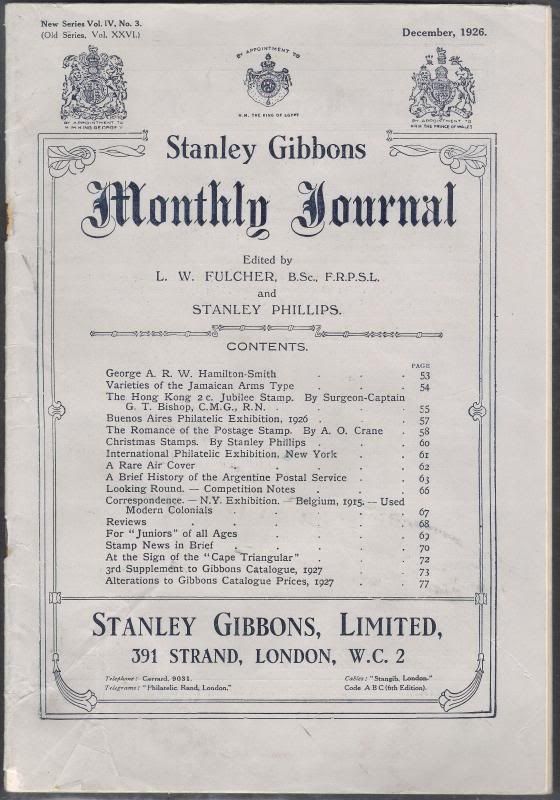 New Series Vol. IV, No. 3.
(Old Series, Vol. XXVI.)
December, 1926.
BY APPOINTMENT TO
H.M. KING GEORGE V
BY APPOINTMENT TO
H.M. THE KING OF EGYPT
BY APPOINTMENT TO
H.R.H. THE PRINCE OF WALES
Stanley Gibbons
Monthly Journal
Edited by
L. W. FULCHER, B.Sc., F.R.P.S.L.
and
STANLEY PHILLIPS.
CONTENTS.
PAGE
George A. R. W. Hamilton-Smith . . . 53
Varieties of the Jamaican Arms Type . . . 54
The Hong Kong 2 c. Jubilee Stamp. By Surgeon-Captain
G. T. Bishop, C.M.G., R.N. . . . . 55
Buenos Aires Philatelic Exhibition, 1926 . . . 57
The Romance of the Postage Stamp. By A. O. Crane . 58
Christmas Stamps. By Stanley Phillips . . . 60
International Philatelic Exhibition, New York . . 61
A Rare Air Cover . . . . . 62
A Brief History of the Argentine Postal Service . . 63
Looking Round. — Competition Notes . . . 66
Correspondence. — N.Y. Exhibition. — Belgium, 1915. — Used
Modern Colonials . . . . . 67
Reviews . . . . . . 68
For "Juniors" of all Ages . . . . 69
Stamp News in Brief . . . . . 70
At the Sign of the "Cape Triangular" . . . 72
3rd Supplement to Gibbons Catalogue, 1927 . . 73
Alterations to Gibbons Catalogue Prices, 1927 . . 77
STANLEY GIBBONS, LIMITED,
391 STRAND, LONDON, W.C. 2
Telephone: Gerrard, 9031.
Telegrams: "Philatelic Rand, London."
Cables: "Stangib, London."
Code A B C (6th Edition).